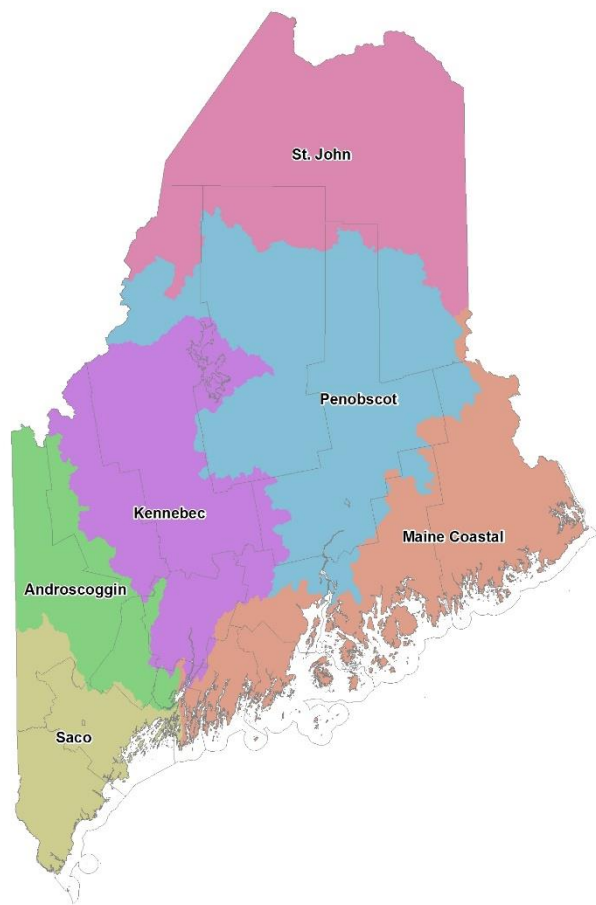 St. John
Penobscot
Kennebec
Maine Coastal
Androscoggin
Saco